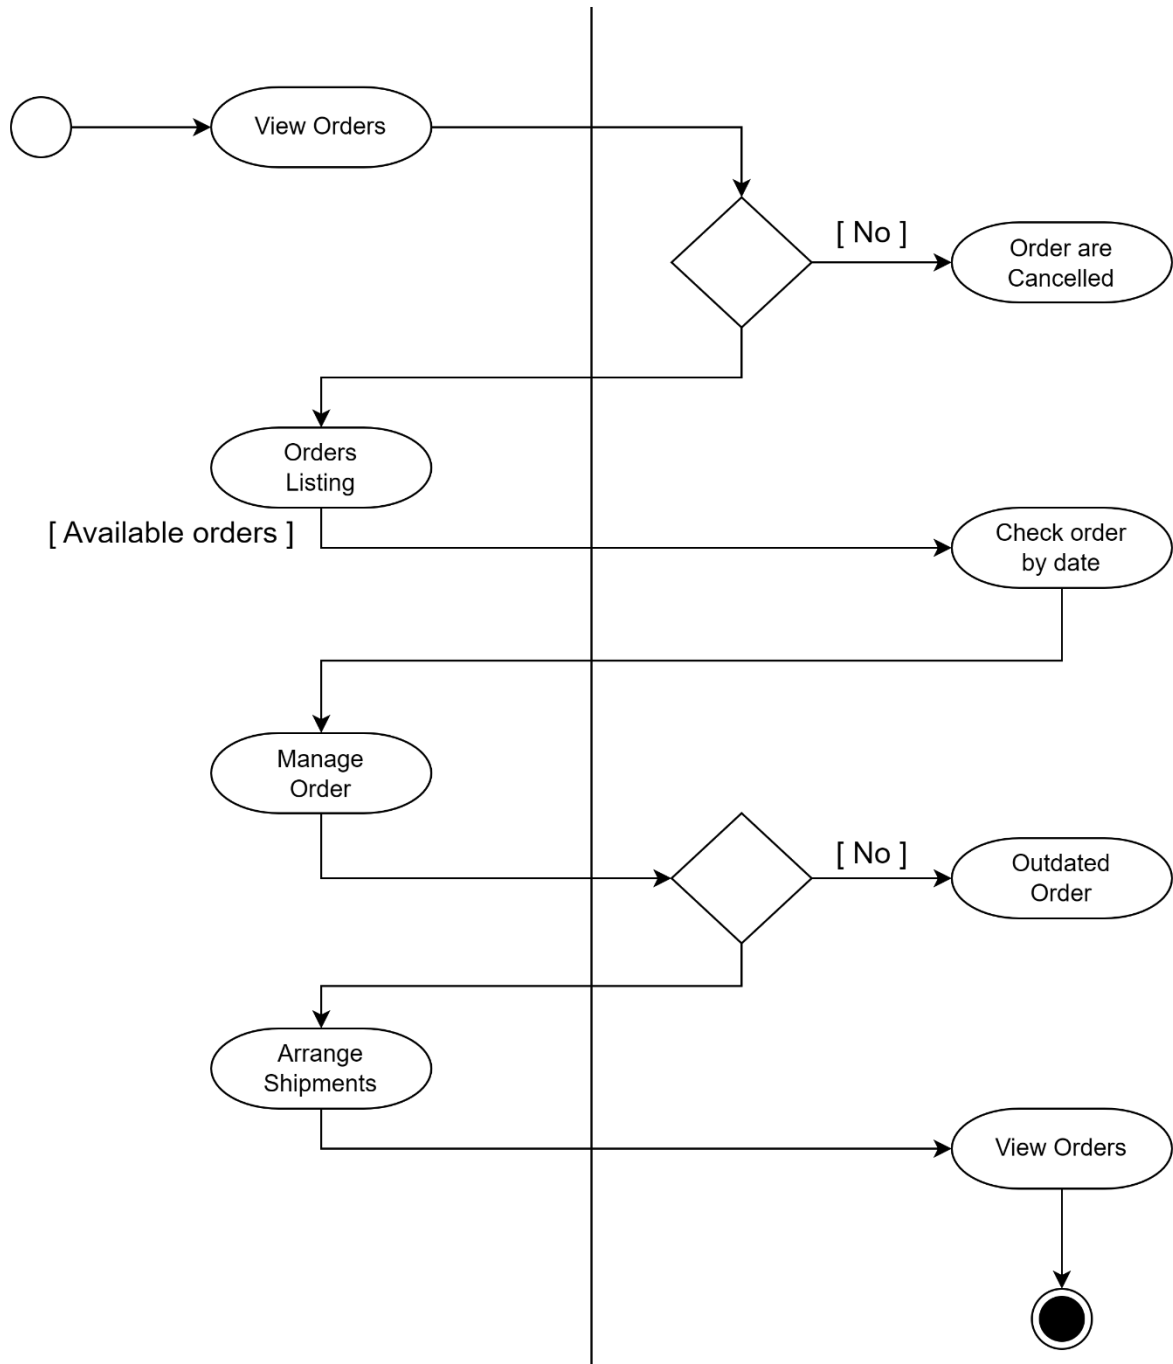 View Orders
[ No ]
Order are
Cancelled
Orders
Listing
[ Available orders ]
Check order
by date
Manage
Order
[ No ]
Outdated
Order
Arrange
Shipments
View Orders